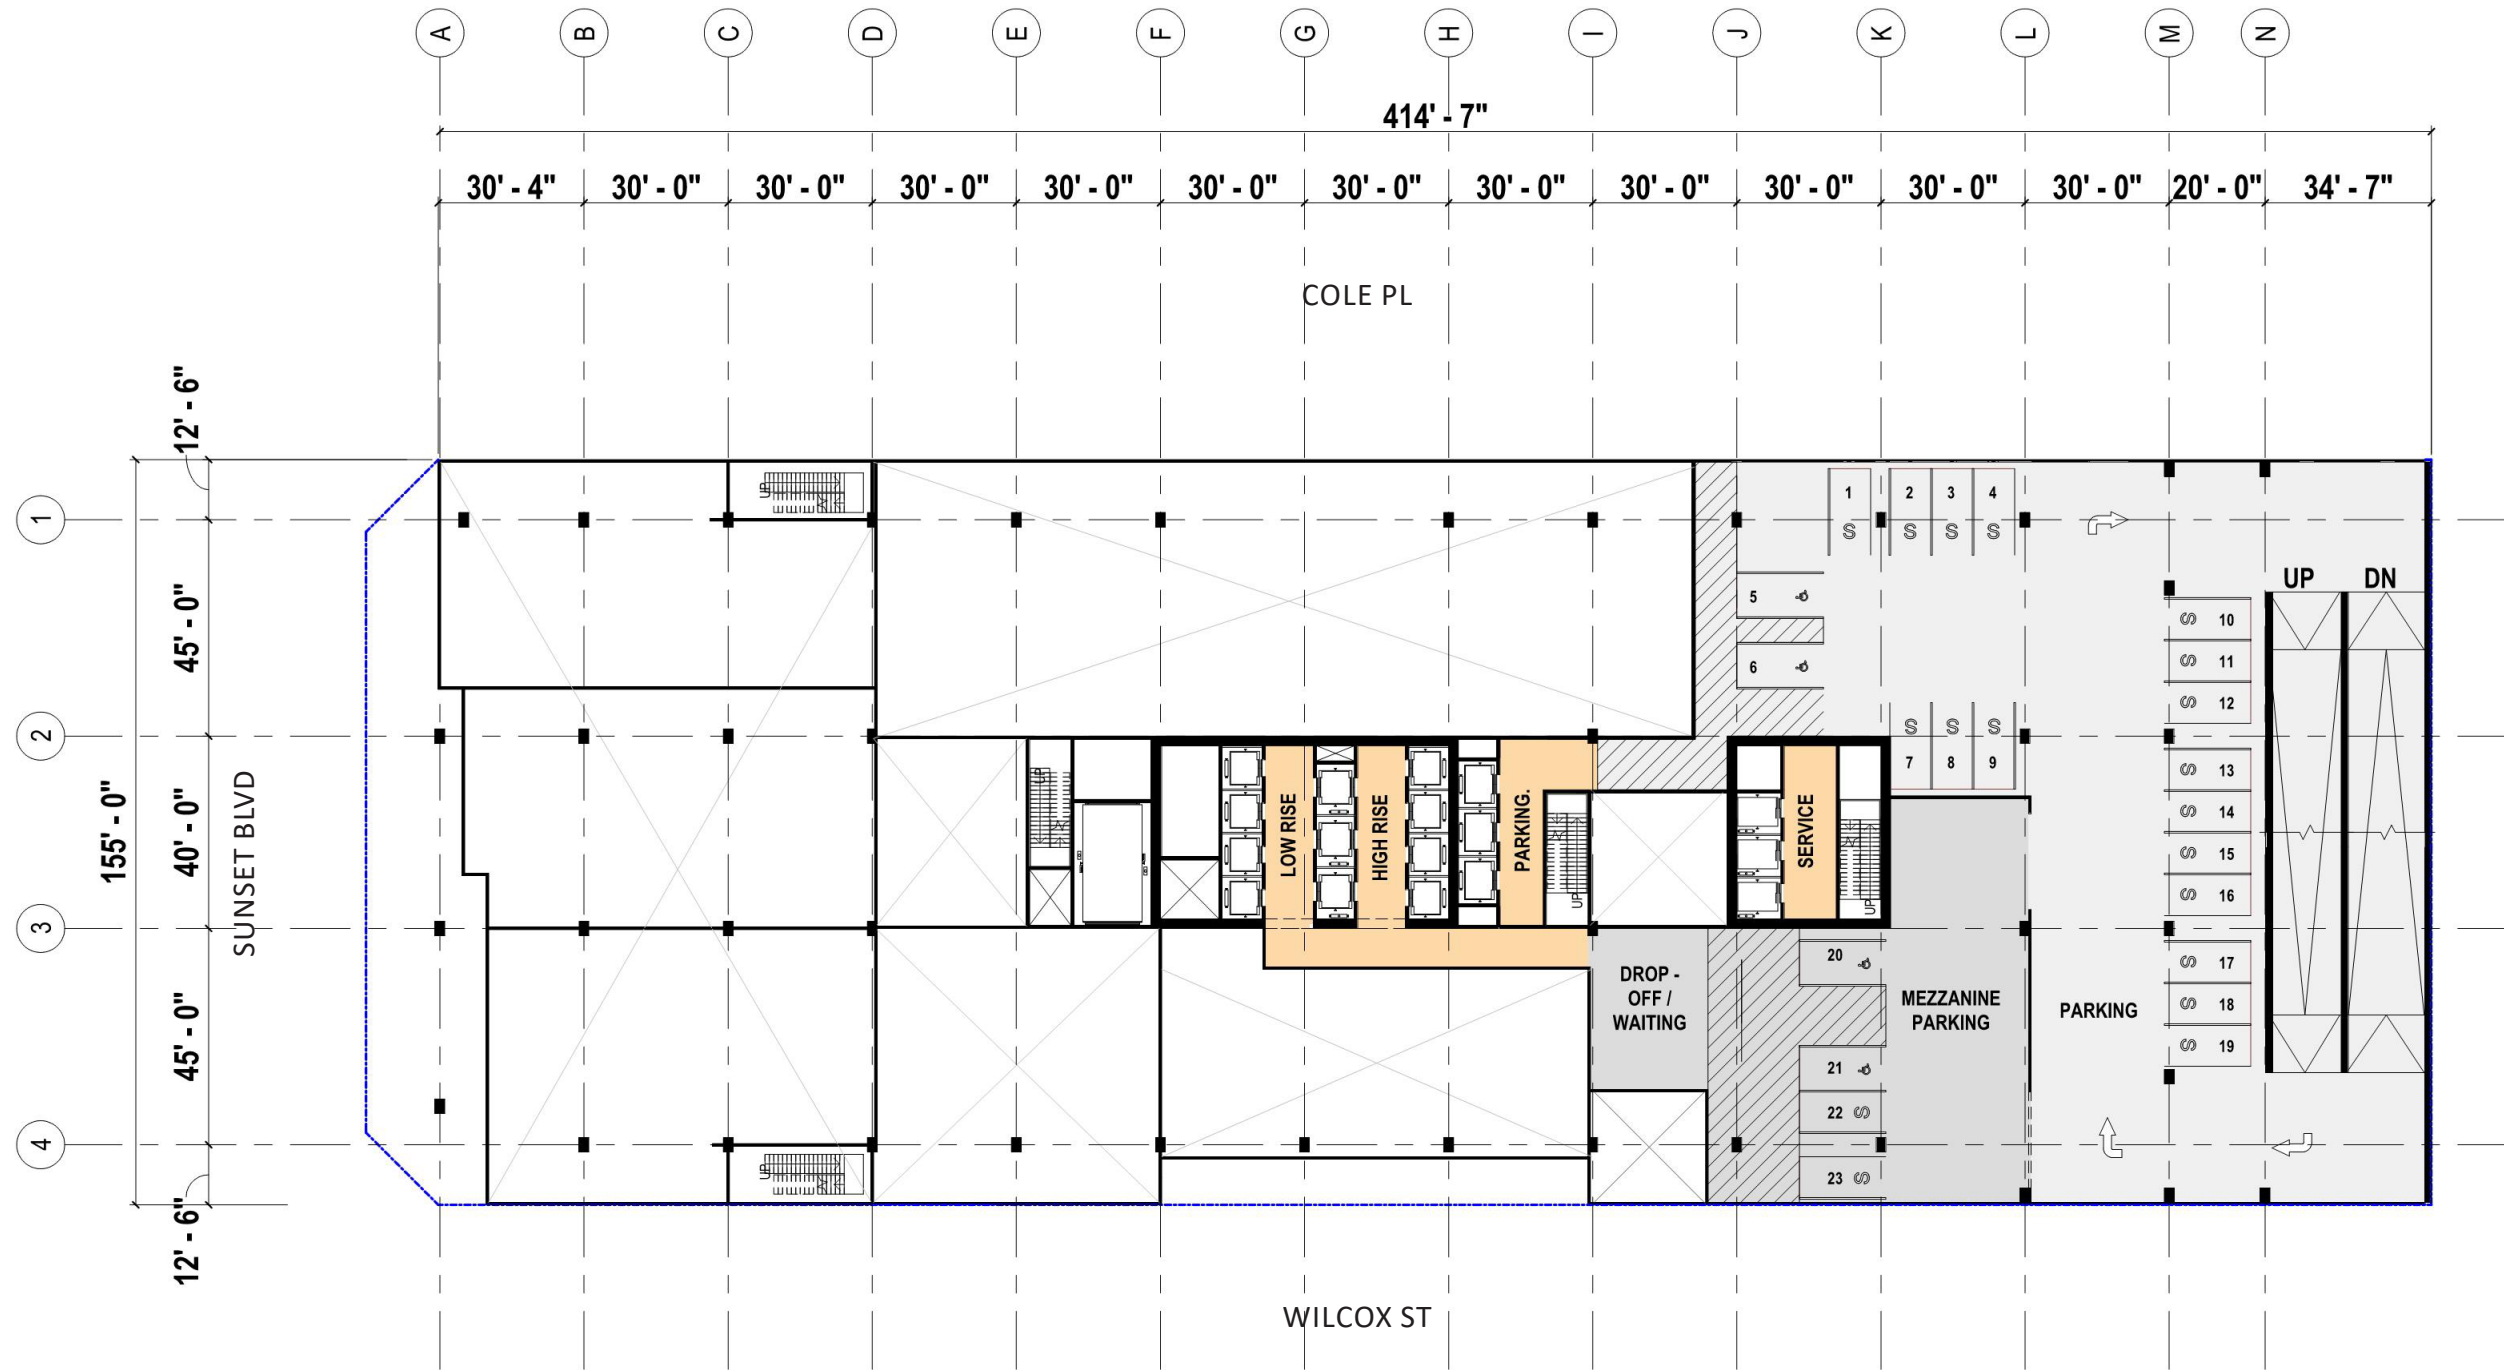 A B C D E F G H I J K L M N
414' - 7"
30' - 4" 30' - 0" 30' - 0" 30' - 0" 30' - 0" 30' - 0" 30' - 0" 30' - 0" 30' - 0" 30' - 0" 30' - 0" 30' - 0" 20' - 0" 34' - 7"
COLE PL
12' - 6"
45' - 0"
40' - 0"
45' - 0"
12' - 6"
155' - 0"
SUNSET BLVD
1
2
3
4
UP
UP
UP
UP
UP
LOW RISE
HIGH RISE
PARKING.
SERVICE
1 2 3 4
S S S S
5
6
S S S
7 8 9
UP DN
S 10
S 11
S 12
S 13
S 14
S 15
S 16
S 17
S 18
S 19
DROP -
OFF /
WAITING
20
21
22 S
23 S
MEZZANINE
PARKING
PARKING
WILCOX ST